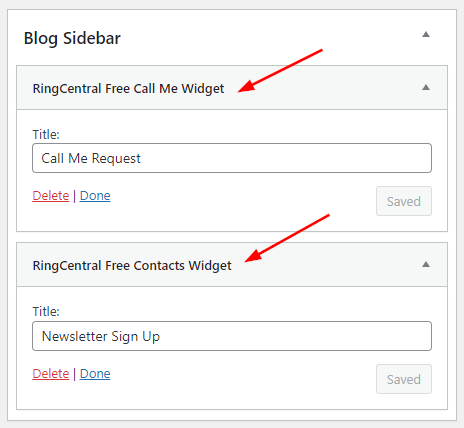 Blog Sidebar
RingCentral Free Call Me Widget
Title:
Call Me Request
Delete | Done
Saved
RingCentral Free Contacts Widget
Title:
Newsletter Sign Up
Delete | Done
Saved